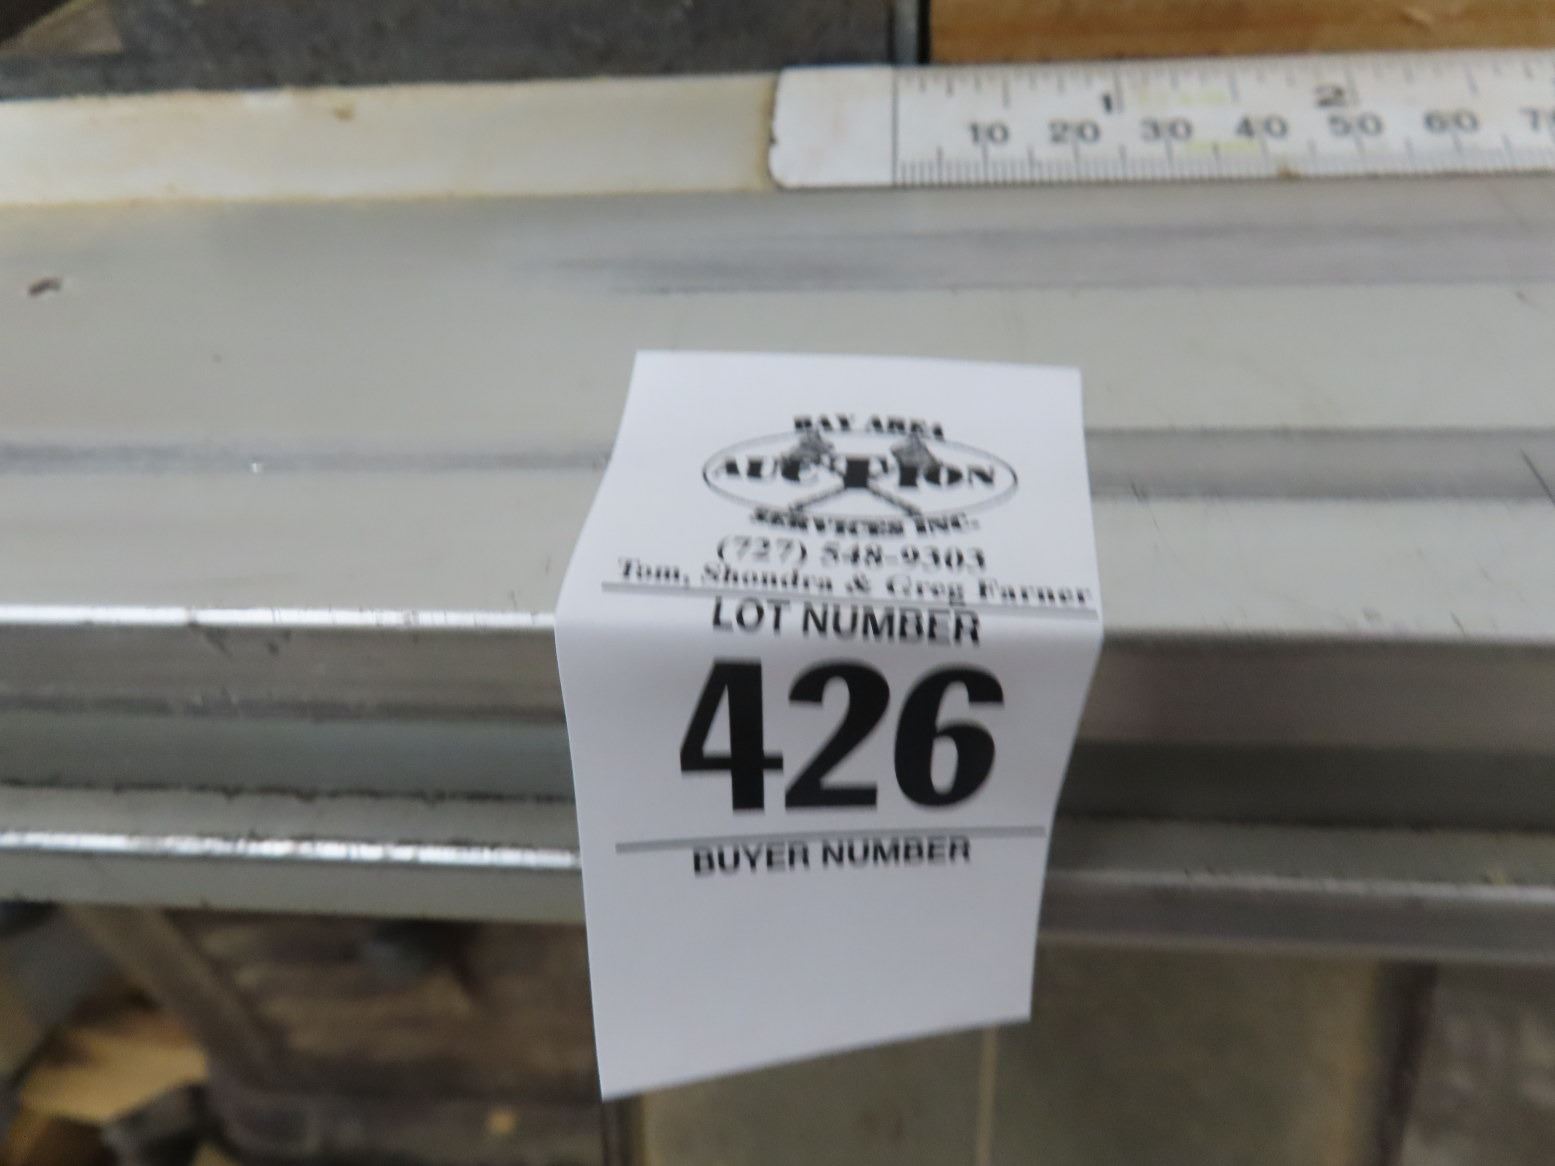 1 2
10 20 30 40 50 60
BAY AREA
AUCTION
SERVICES INC.
(727) 548-9303
Tom, Shondra & Greg Farner
LOT NUMBER
426
BUYER NUMBER